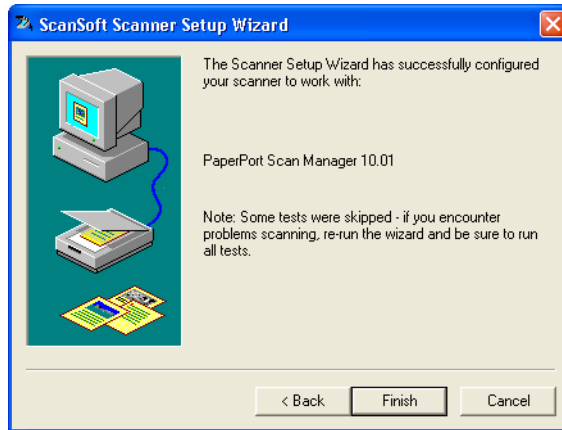 ScanSoft Scanner Setup Wizard
The Scanner Setup Wizard has successfully configured
your scanner to work with:
PaperPort Scan Manager 10.01
Note: Some tests were skipped - if you encounter
problems scanning, re-run the wizard and be sure to run
all tests.
< Back
Finish
Cancel